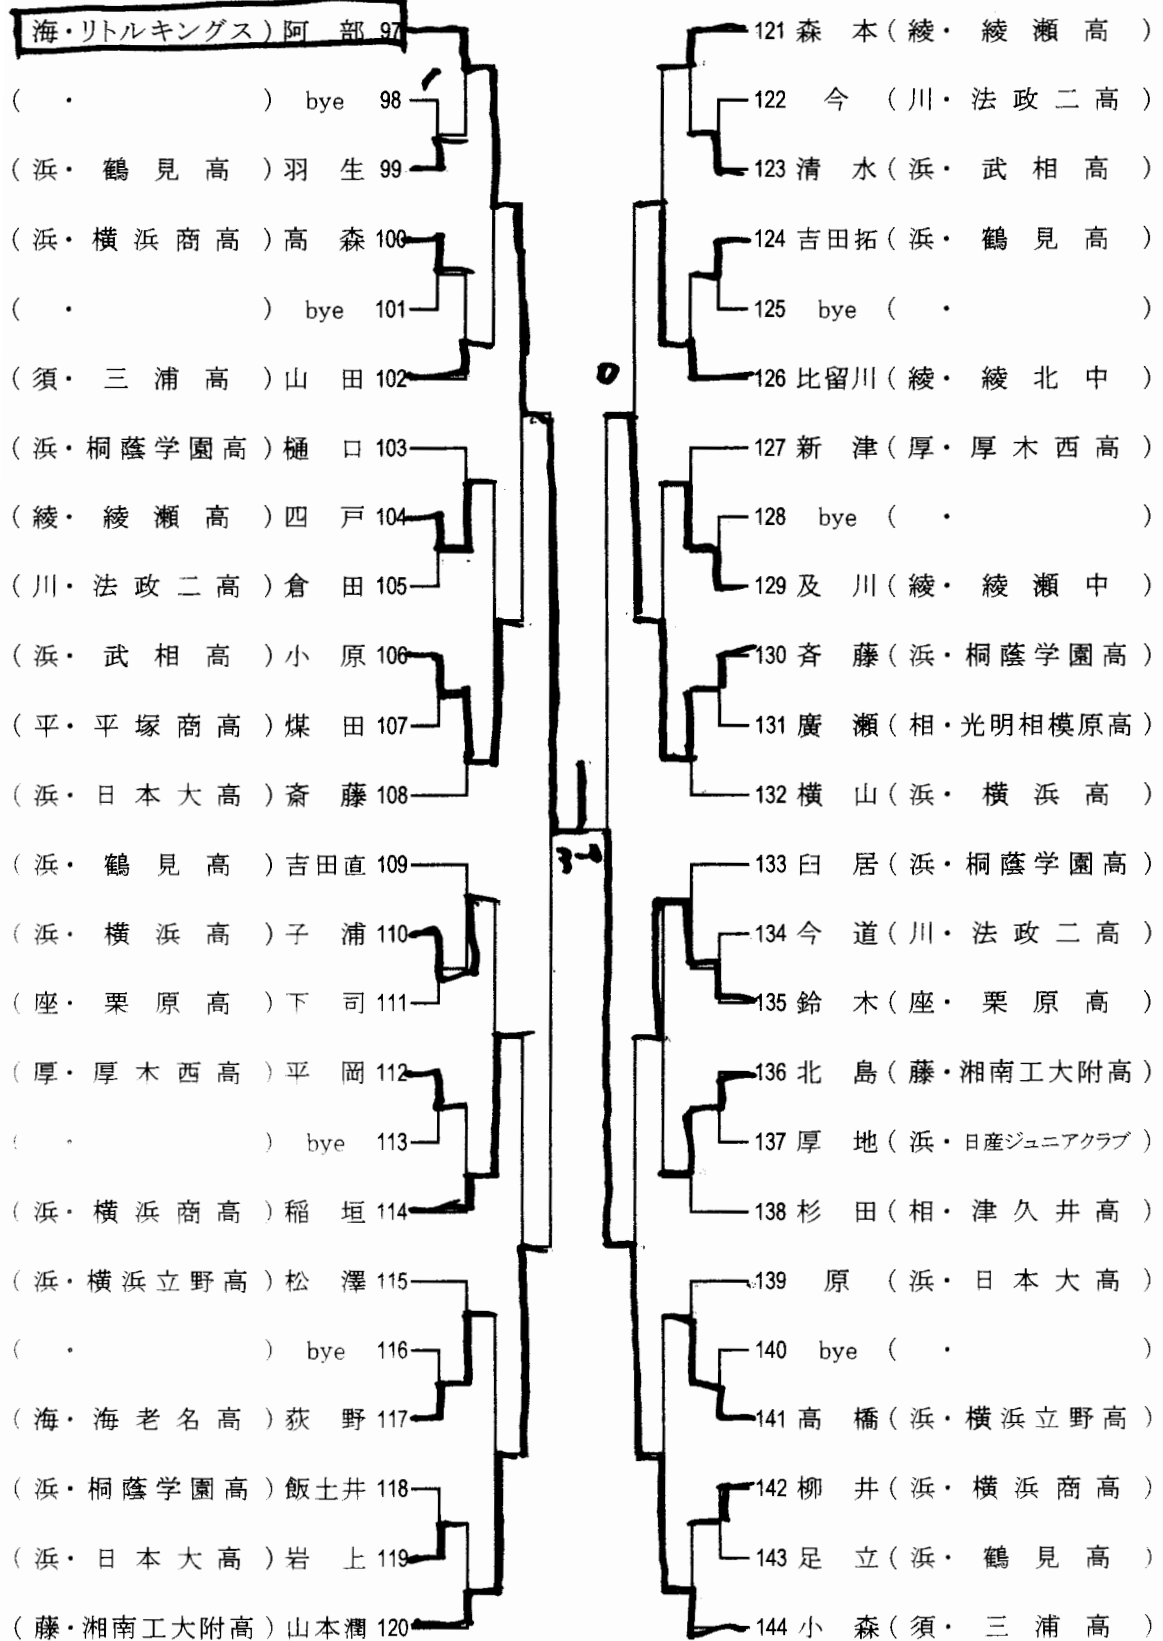 海・リトルキングス)阿 部 97
( ・ ) bye 98
(浜・鶴見高)羽 生 99
(浜・横浜商高)高 森 100
( ・ ) bye 101
(須・三浦高)山 田 102
(浜・桐蔭学園高)樋 口 103
(綾・綾瀬高)四 戸 104
(川・法政二高)倉 田 105
(浜・武相高)小 原 106
(平・平塚商高)煤 田 107
(浜・日本大高)斎 藤 108
(浜・鶴見高)吉田直 109
(浜・横浜高)子 浦 110
(座・栗原高)下 司 111
(厚・厚木西高)平 岡 112
( ・ ) bye 113
(浜・横浜商高)稲 垣 114
(浜・横浜立野高)松 澤 115
( ・ ) bye 116
(海・海老名高)荻 野 117
(浜・桐蔭学園高)飯土井 118
(浜・日本大高)岩 上 119
(藤・湘南工大附高)山本潤 120
0
3-0
121 森 本(綾・綾瀬高)
122 今 (川・法政二高)
123 清 水(浜・武相高)
124 吉田拓(浜・鶴見高)
125 bye ( ・ )
126 比留川(綾・綾北中)
127 新 津(厚・厚木西高)
128 bye ( ・ )
129 及 川(綾・綾瀬中)
130 斉 藤(浜・桐蔭学園高)
131 廣 瀬(相・光明相模原高)
132 横 山(浜・横浜高)
133 臼 居(浜・桐蔭学園高)
134 今 道(川・法政二高)
135 鈴 木(座・栗原高)
136 北 島(藤・湘南工大附高)
137 厚 地(浜・日産ジュニアクラブ)
138 杉 田(相・津久井高)
139 原 (浜・日本大高)
140 bye ( ・ )
141 高 橋(浜・横浜立野高)
142 柳 井(浜・横浜商高)
143 足 立(浜・鶴見高)
144 小 森(須・三浦高)